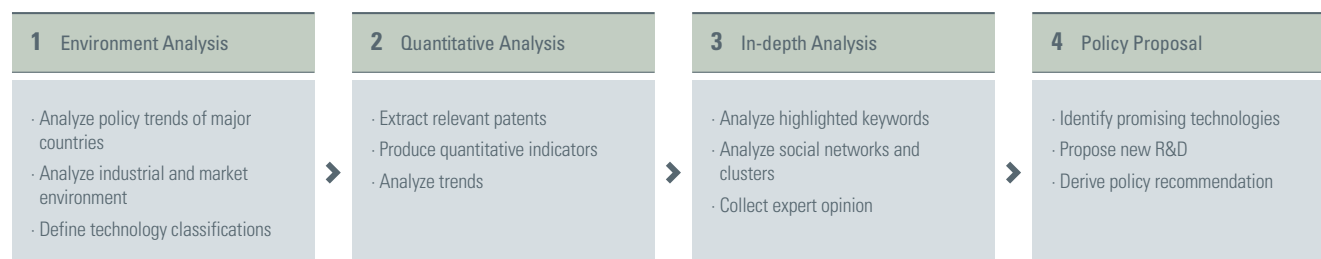 1 Environment Analysis
· Analyze policy trends of major
countries
· Analyze industrial and market
environment
· Define technology classifications
2 Quantitative Analysis
· Extract relevant patents
· Produce quantitative indicators
· Analyze trends
3 In-depth Analysis
· Analyze highlighted keywords
· Analyze social networks and
clusters
· Collect expert opinion
4 Policy Proposal
· Identify promising technologies
· Propose new R&D
· Derive policy recommendation